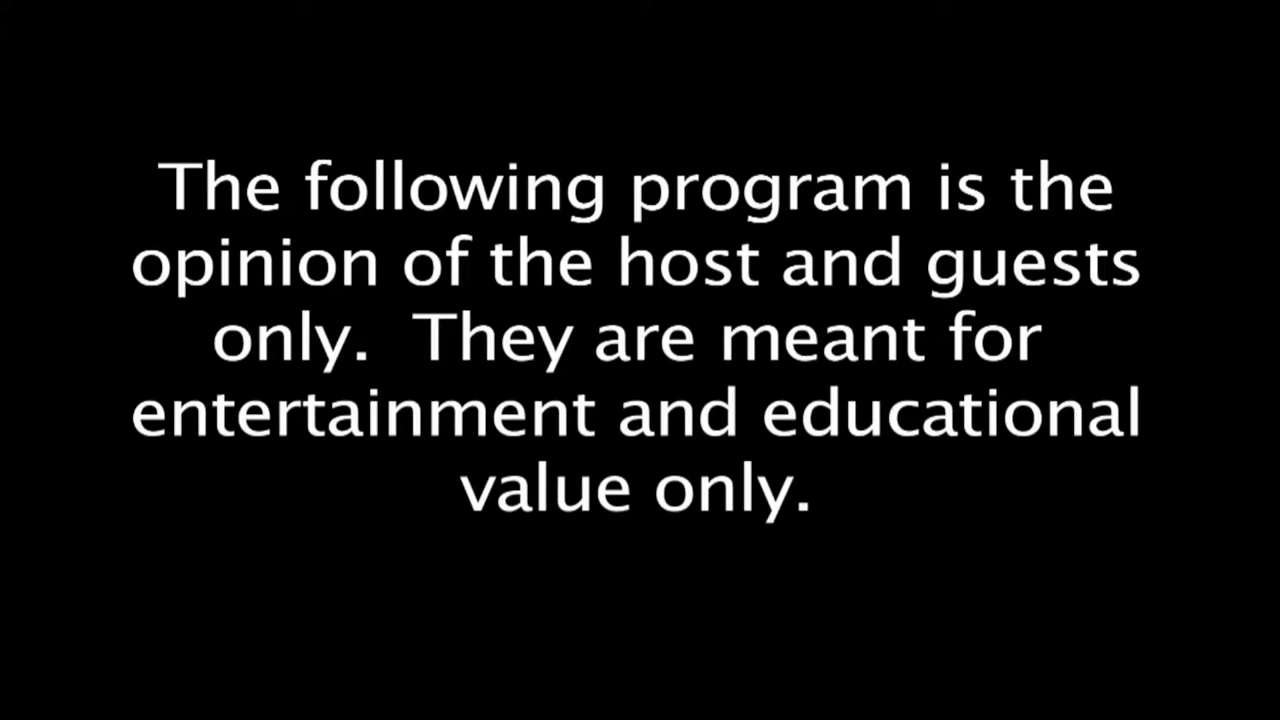 The following program is the
opinion of the host and guests
only.  They are meant for
entertainment and educational
value only.